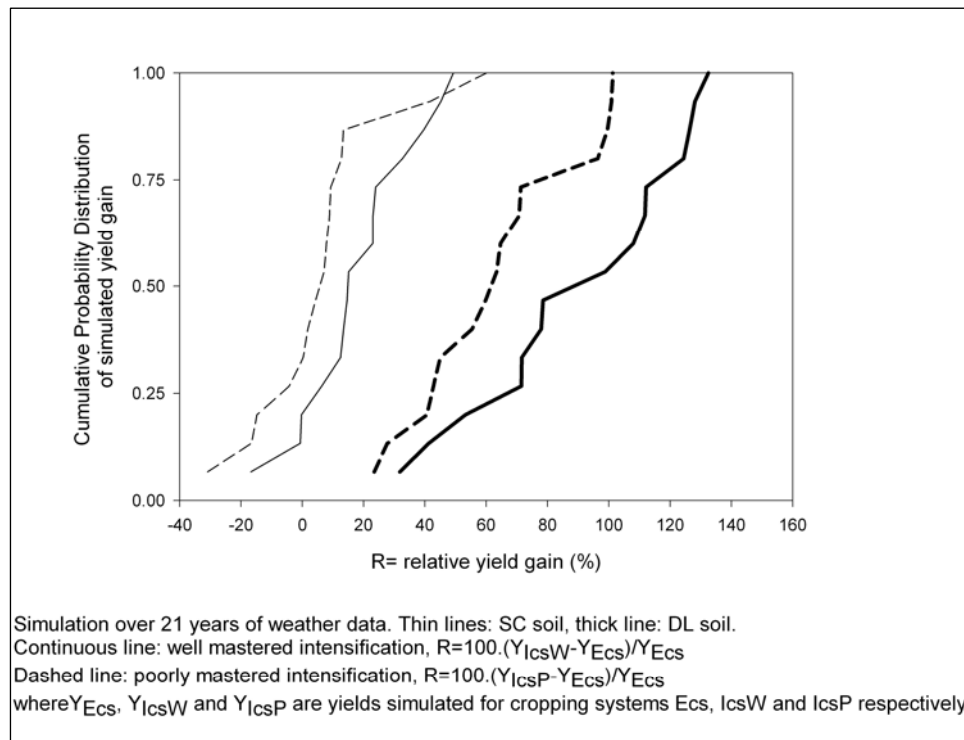 1.00
0.75
0.50
0.25
0.00
Cumulative Probability Distribution
of simulated yield gain
-40 -20 0 20 40 60 80 100 120 140 160
R= relative yield gain (%)
Simulation over 21 years of weather data. Thin lines: SC soil, thick line: DL soil.
Continuous line: well mastered intensification, R=100.(YIcsW-YEcs)/YEcs
Dashed line: poorly mastered intensification, R=100.(YIcsP-YEcs)/YEcs
whereYEcs, YIcsW and YIcsP are yields simulated for cropping systems Ecs, IcsW and IcsP respectively